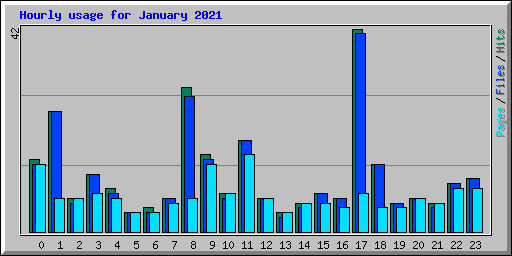 Hourly usage for January 2021
42
Pages/Files/Hits
0 1 2 3 4 5 6 7 8 9 10 11 12 13 14 15 16 17 18 19 20 21 22 23